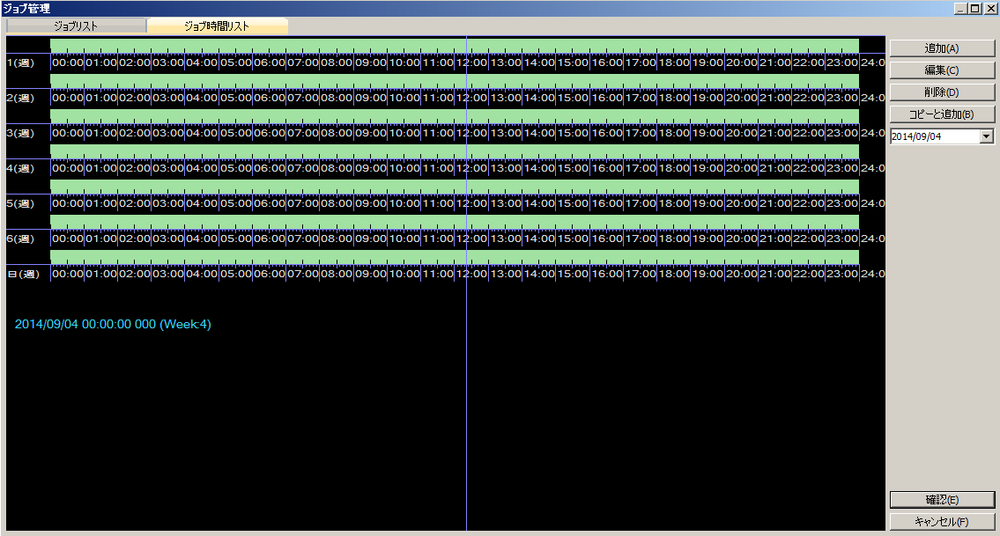 ジョブ管理
ジョブリスト ジョブ時間リスト
追加(A)
1(週) 00:00 01:00 02:00 03:00 04:00 05:00 06:00 07:00 08:00 09:00 10:00 11:00 12:00 13:00 14:00 15:00 16:00 17:00 18:00 19:00 20:00 21:00 22:00 23:00 24:0
編集(C)
削除(D)
2(週) 00:00 01:00 02:00 03:00 04:00 05:00 06:00 07:00 08:00 09:00 10:00 11:00 12:00 13:00 14:00 15:00 16:00 17:00 18:00 19:00 20:00 21:00 22:00 23:00 24:0
コピーと追加(B)
3(週) 00:00 01:00 02:00 03:00 04:00 05:00 06:00 07:00 08:00 09:00 10:00 11:00 12:00 13:00 14:00 15:00 16:00 17:00 18:00 19:00 20:00 21:00 22:00 23:00 24:0
2014/09/04
4(週) 00:00 01:00 02:00 03:00 04:00 05:00 06:00 07:00 08:00 09:00 10:00 11:00 12:00 13:00 14:00 15:00 16:00 17:00 18:00 19:00 20:00 21:00 22:00 23:00 24:0
5(週) 00:00 01:00 02:00 03:00 04:00 05:00 06:00 07:00 08:00 09:00 10:00 11:00 12:00 13:00 14:00 15:00 16:00 17:00 18:00 19:00 20:00 21:00 22:00 23:00 24:0
6(週) 00:00 01:00 02:00 03:00 04:00 05:00 06:00 07:00 08:00 09:00 10:00 11:00 12:00 13:00 14:00 15:00 16:00 17:00 18:00 19:00 20:00 21:00 22:00 23:00 24:0
日(週) 00:00 01:00 02:00 03:00 04:00 05:00 06:00 07:00 08:00 09:00 10:00 11:00 12:00 13:00 14:00 15:00 16:00 17:00 18:00 19:00 20:00 21:00 22:00 23:00 24:0
2014/09/04 00:00:00 000 (Week:4)
確認(E)
キャンセル(F)